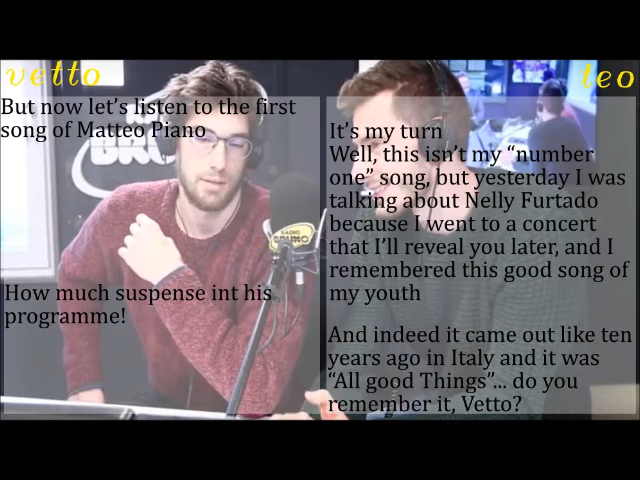 vetto
teo
But now let's listen to the first
song of Matteo Piano
It's my turn
Well, this isn't my “number
one” song, but yesterday I was
talking about Nelly Furtado
because I went to a concert
that I'll reveal you later, and I
remembered this good song of
my youth
How much suspense int his
programme!
And indeed it came out like ten
years ago in Italy and it was
“All good Things”... do you
remember it, Vetto?
RADIO
BRUNO